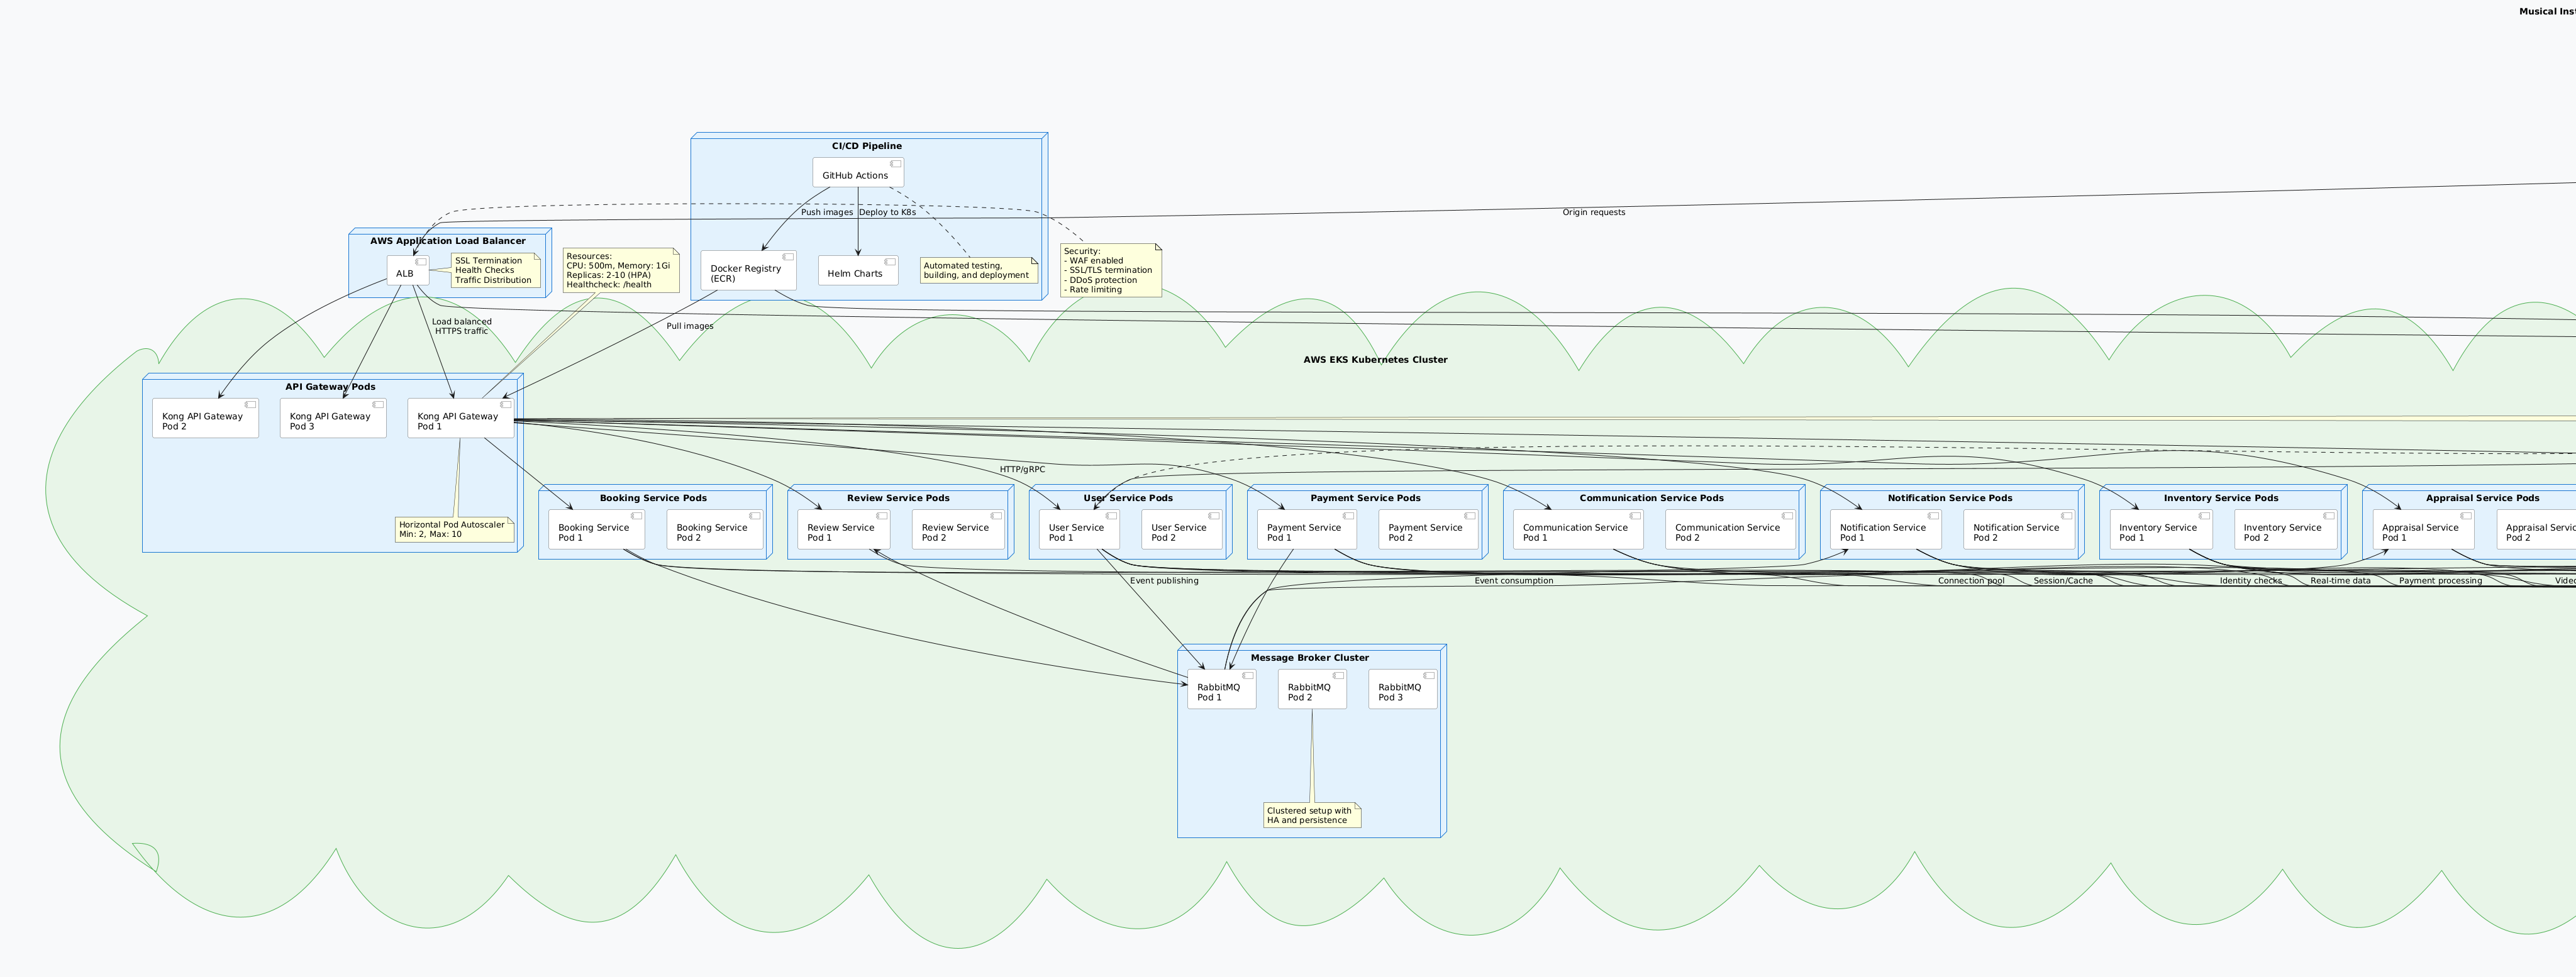 Musical Inst
CI/CD Pipeline
GitHub Actions
Push images
Deploy to K8s
Origin requests
AWS Application Load Balancer
ALB
SSL Termination
Health Checks
Traffic Distribution
Resources:
CPU: 500m, Memory: 1Gi
Replicas: 2-10 (HPA)
Healthcheck: /health
Docker Registry
(ECR)
Helm Charts
Automated testing,
building, and deployment
Security:
- WAF enabled
- SSL/TLS termination
- DDoS protection
- Rate limiting
Load balanced
HTTPS traffic
Pull images
AWS EKS Kubernetes Cluster
API Gateway Pods
Kong API Gateway
Pod 2
Kong API Gateway
Pod 3
Kong API Gateway
Pod 1
HTTP/gRPC
Horizontal Pod Autoscaler
Min: 2, Max: 10
Booking Service Pods
Booking Service
Pod 1
Booking Service
Pod 2
Review Service Pods
Review Service
Pod 1
Review Service
Pod 2
User Service Pods
User Service
Pod 1
User Service
Pod 2
Payment Service Pods
Payment Service
Pod 1
Payment Service
Pod 2
Communication Service Pods
Communication Service
Pod 1
Communication Service
Pod 2
Notification Service Pods
Notification Service
Pod 1
Notification Service
Pod 2
Inventory Service Pods
Inventory Service
Pod 1
Inventory Service
Pod 2
Appraisal Service Pods
Appraisal Service
Pod 1
Appraisal Servic
Pod 2
Event publishing
Event consumption
Connection pool
Session/Cache
Identity checks
Real-time data
Payment processing
Video
Message Broker Cluster
RabbitMQ
Pod 1
RabbitMQ
Pod 2
RabbitMQ
Pod 3
Clustered setup with
HA and persistence